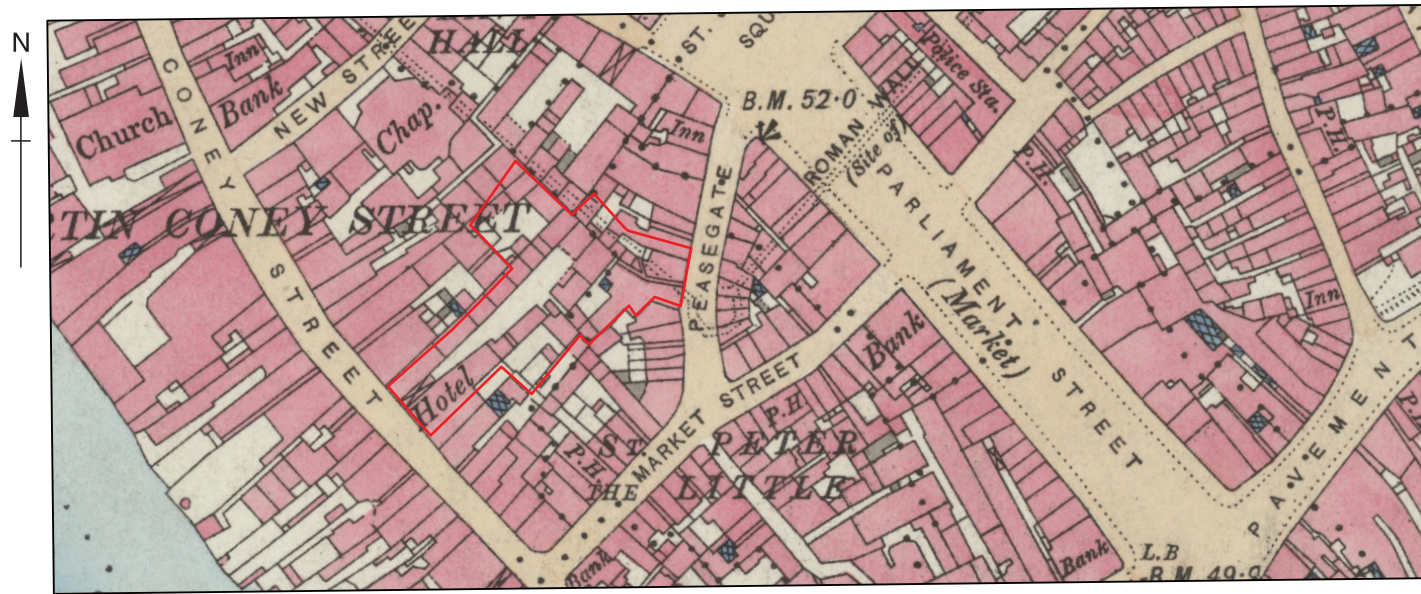 N
HALL
ST.
SQU
Inn
Bank
NEW STREE
Police Sta.
Church
Chap.
B.M. 52·0
ROMAN WALL
(Site of)
Inn
P.H.
P.H.
TIN CONEY STREET
CONEY STREET
PEASEGATE
PARLIAMENT STREET
(Market)
Inn
Bank
Hotel
MARKET STREET
P.H
ST. PETER
THE LITTLE
P.H
PAVEMENT
P.H
Bank
Bank
L.B
B.M. 49·9